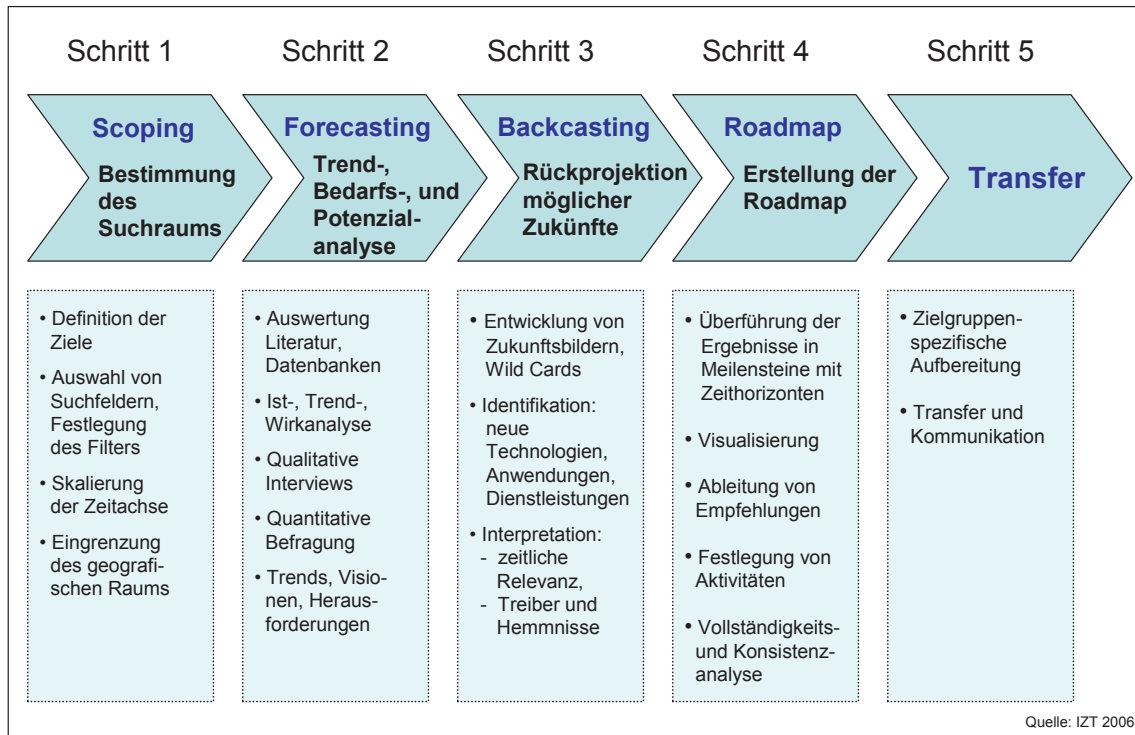 Schritt 1
Schritt 2
Schritt 3
Schritt 4
Schritt 5
Scoping
Bestimmung
des
Suchraums
Forecasting
Trend-,
Bedarfs-, und
Potenzial-
analyse
Backcasting
Rückprojektion
möglicher
Zukünfte
Roadmap
Erstellung der
Roadmap
Transfer
• Definition der
Ziele
• Auswahl von
Suchfeldern,
Festlegung
des Filters
• Skalierung
der Zeitachse
• Eingrenzung
des geografi-
schen Raums
• Auswertung
Literatur,
Datenbanken
• Ist-, Trend-,
Wirkanalyse
• Qualitative
Interviews
• Quantitative
Befragung
• Trends, Visio-
nen, Heraus-
forderungen
• Entwicklung von
Zukunftsbildern,
Wild Cards
• Identifikation:
neue
Technologien,
Anwendungen,
Dienstleistungen
• Interpretation:
- zeitliche
Relevanz,
- Treiber und
Hemmnisse
• Überführung der
Ergebnisse in
Meilensteine mit
Zeithorizonten
• Visualisierung
• Ableitung von
Empfehlungen
• Festlegung von
Aktivitäten
• Vollständigkeits-
und Konsistenz-
analyse
• Zielgruppen-
spezifische
Aufbereitung
• Transfer und
Kommunikation
Quelle: IZT 2006